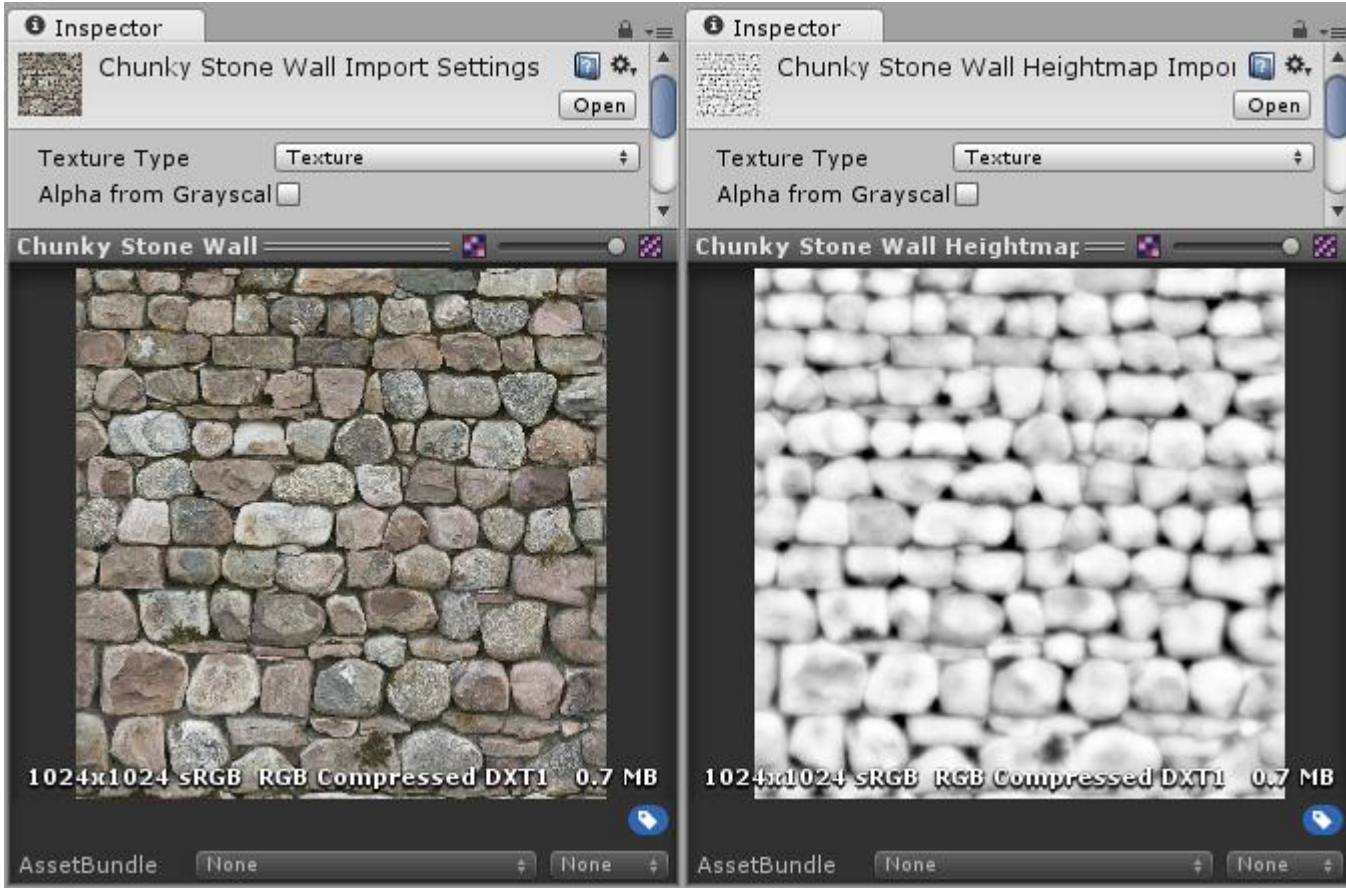 Inspector
Chunky Stone Wall Import Settings
Open
Texture Type
Texture
Alpha from Grayscal
Chunky Stone Wall
1024x1024 sRGB RGB Compressed DXT1 0.7 MB
AssetBundle
None
None
Inspector
Chunky Stone Wall Heightmap Impor
Open
Texture Type
Texture
Alpha from Grayscal
Chunky Stone Wall Heightmap
1024x1024 sRGB RGB Compressed DXT1 0.7 MB
AssetBundle
None
None